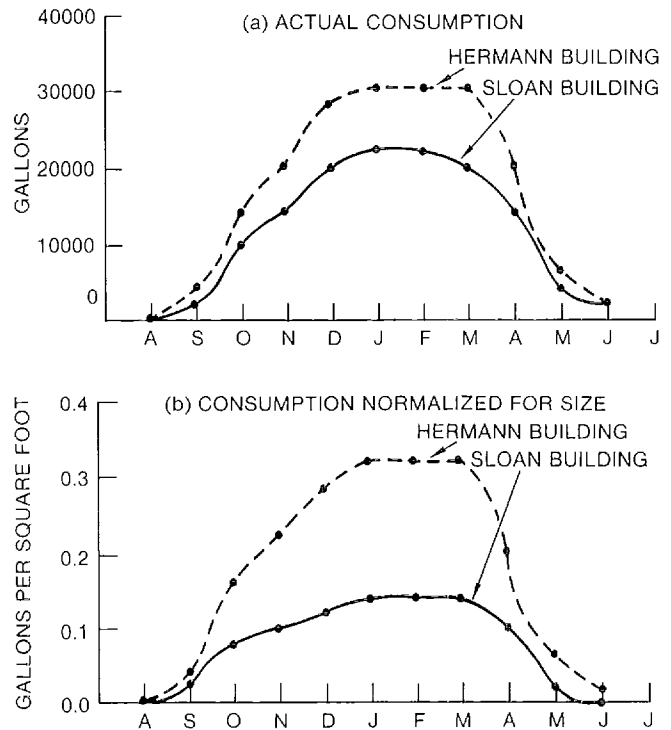 (a) ACTUAL CONSUMPTION
40000
HERMANN BUILDING
30000
SLOAN BUILDING
20000
10000
0
GALLONS
A S O N D J F M A M J J
(b) CONSUMPTION NORMALIZED FOR SIZE
0.4
HERMANN BUILDING
SLOAN BUILDING
0.3
0.2
0.1
0.0
GALLONS PER SQUARE FOOT
A S O N D J F M A M J J